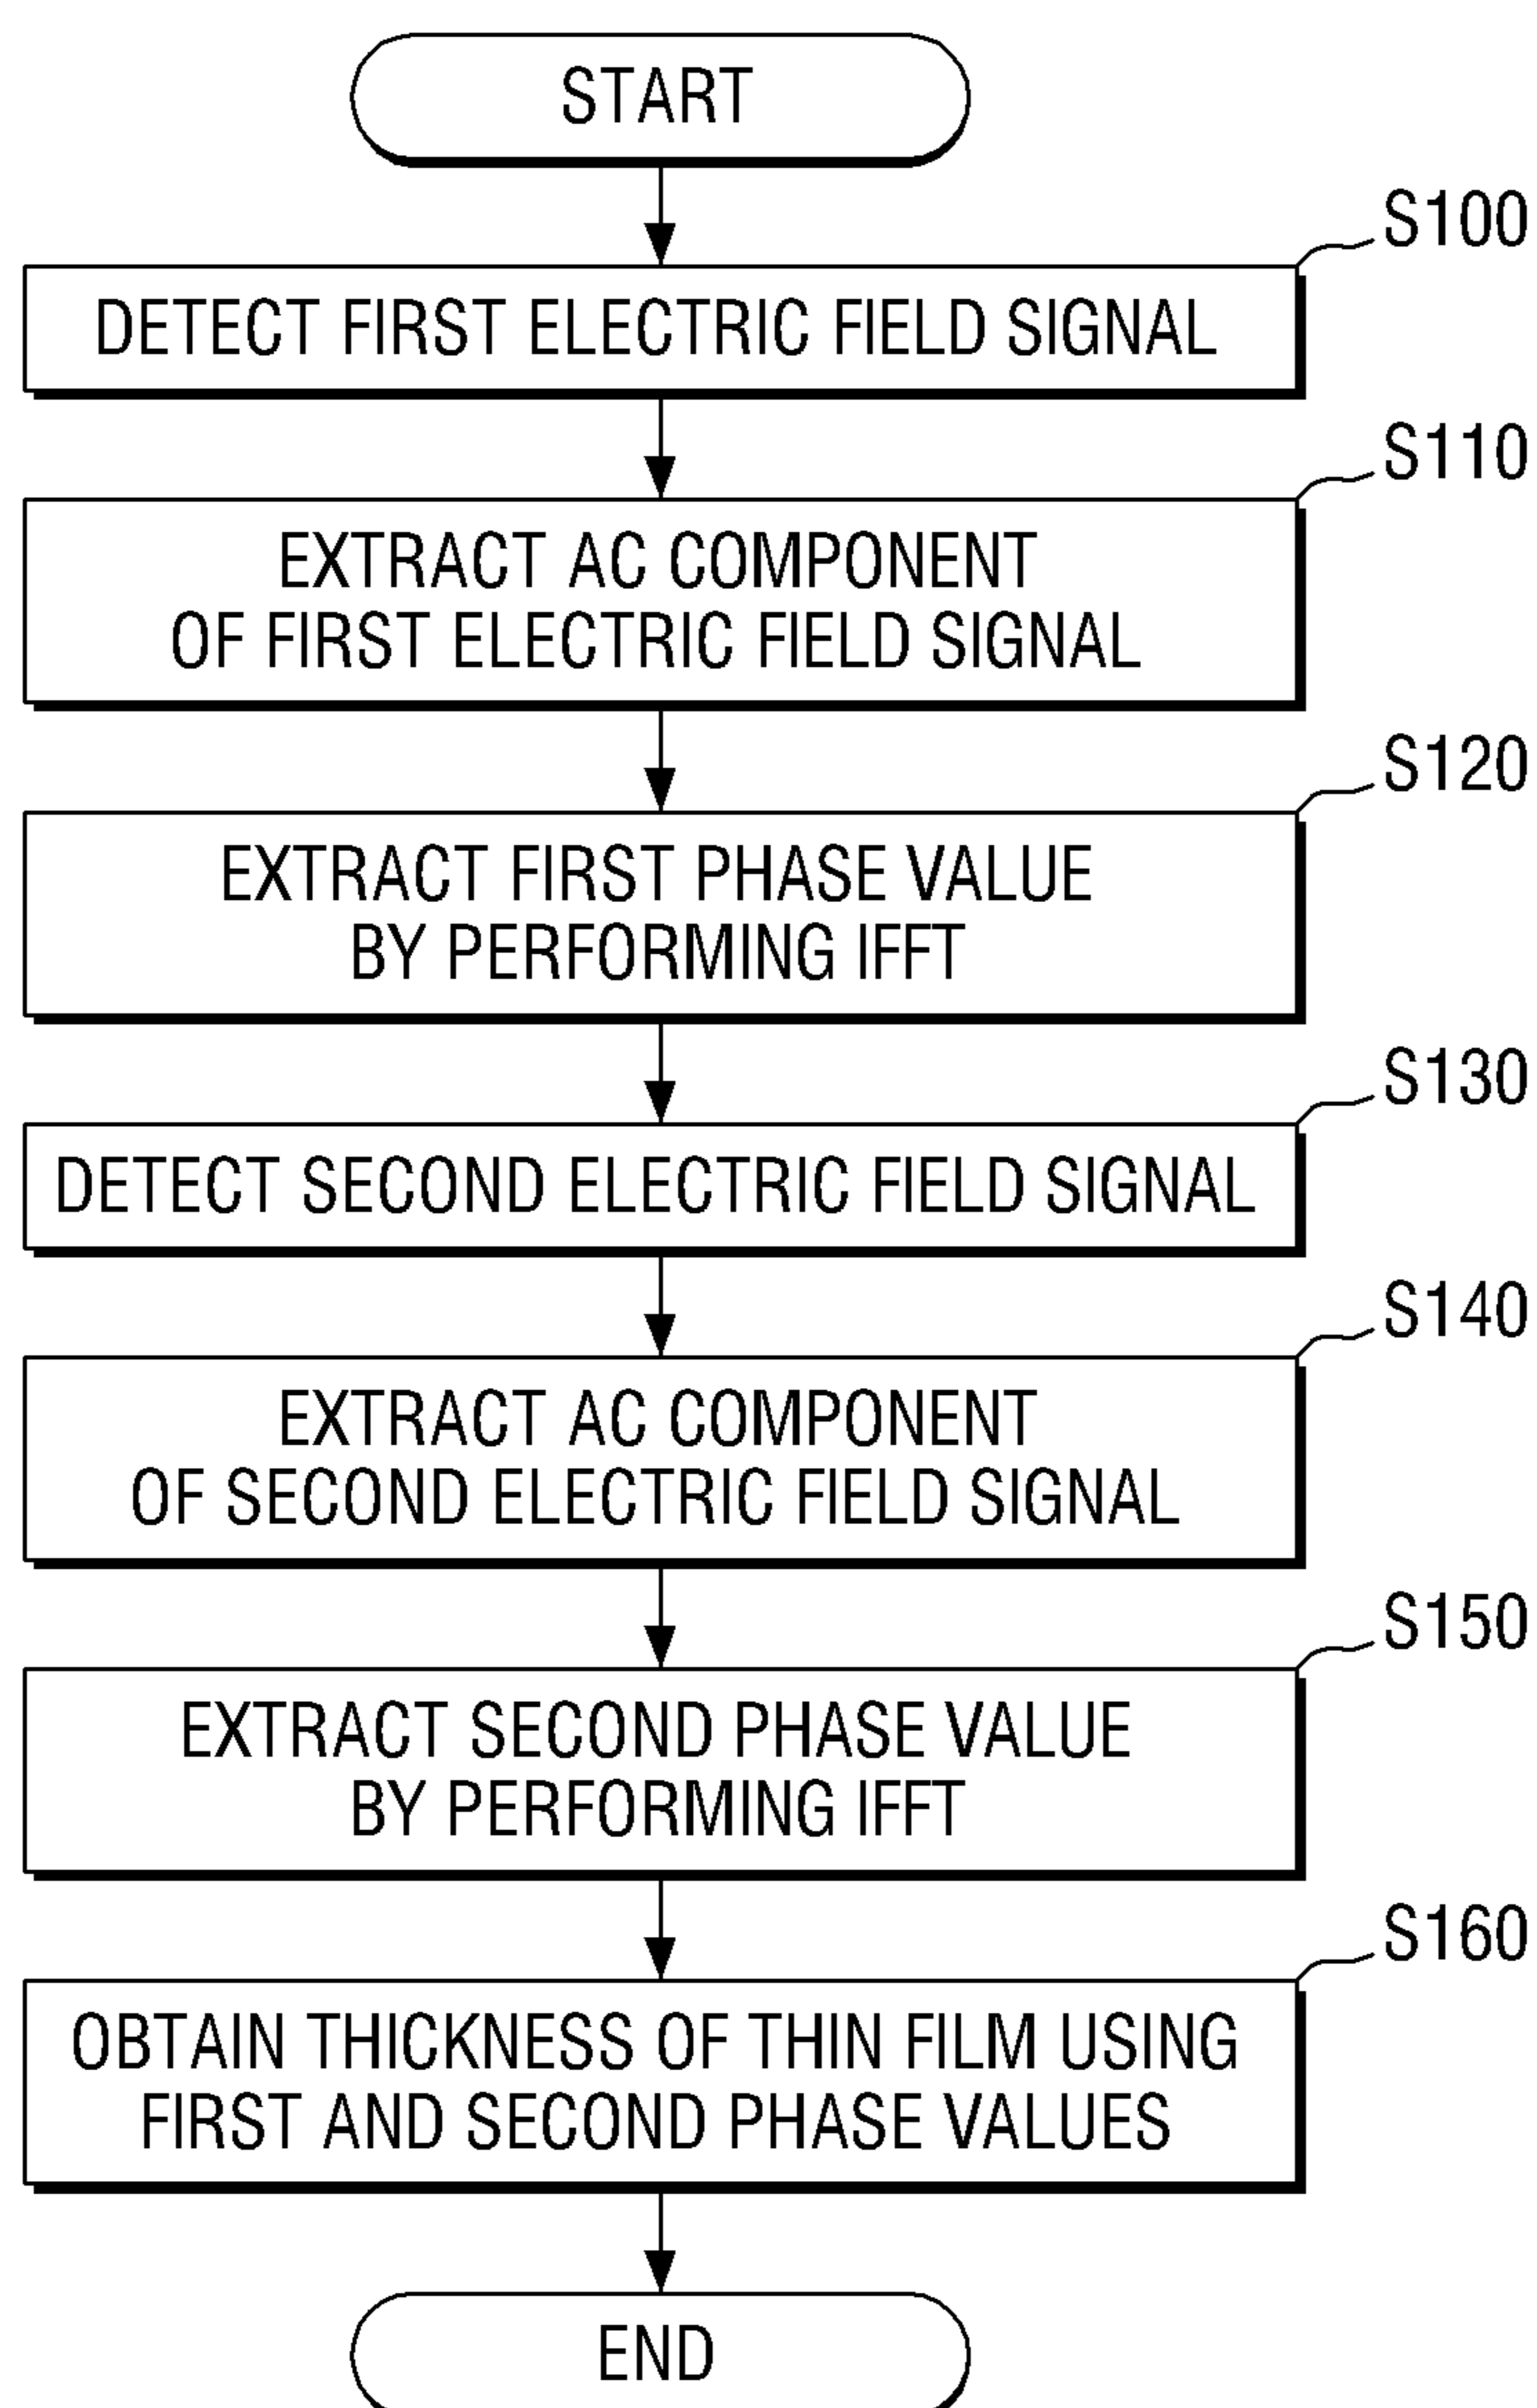 START
S100
DETECT FIRST ELECTRIC FIELD SIGNAL
S110
EXTRACT AC COMPONENT
OF FIRST ELECTRIC FIELD SIGNAL
S120
EXTRACT FIRST PHASE VALUE
BY PERFORMING IFFT
S130
DETECT SECOND ELECTRIC FIELD SIGNAL
S140
EXTRACT AC COMPONENT
OF SECOND ELECTRIC FIELD SIGNAL
S150
EXTRACT SECOND PHASE VALUE
BY PERFORMING IFFT
S160
OBTAIN THICKNESS OF THIN FILM USING
FIRST AND SECOND PHASE VALUES
END